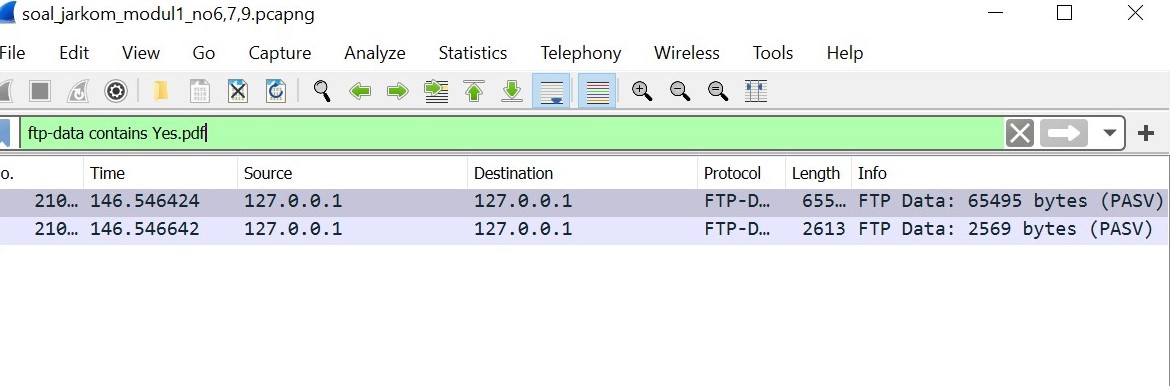 soal_jarkom_modul1_no6,7,9.pcapng
File Edit View Go Capture Analyze Statistics Telephony Wireless Tools Help
ftp-data contains Yes.pdf
o. Time Source Destination Protocol Length Info
210… 146.546424 127.0.0.1 127.0.0.1 FTP-D… 655… FTP Data: 65495 bytes (PASV)
210… 146.546642 127.0.0.1 127.0.0.1 FTP-D… 2613 FTP Data: 2569 bytes (PASV)